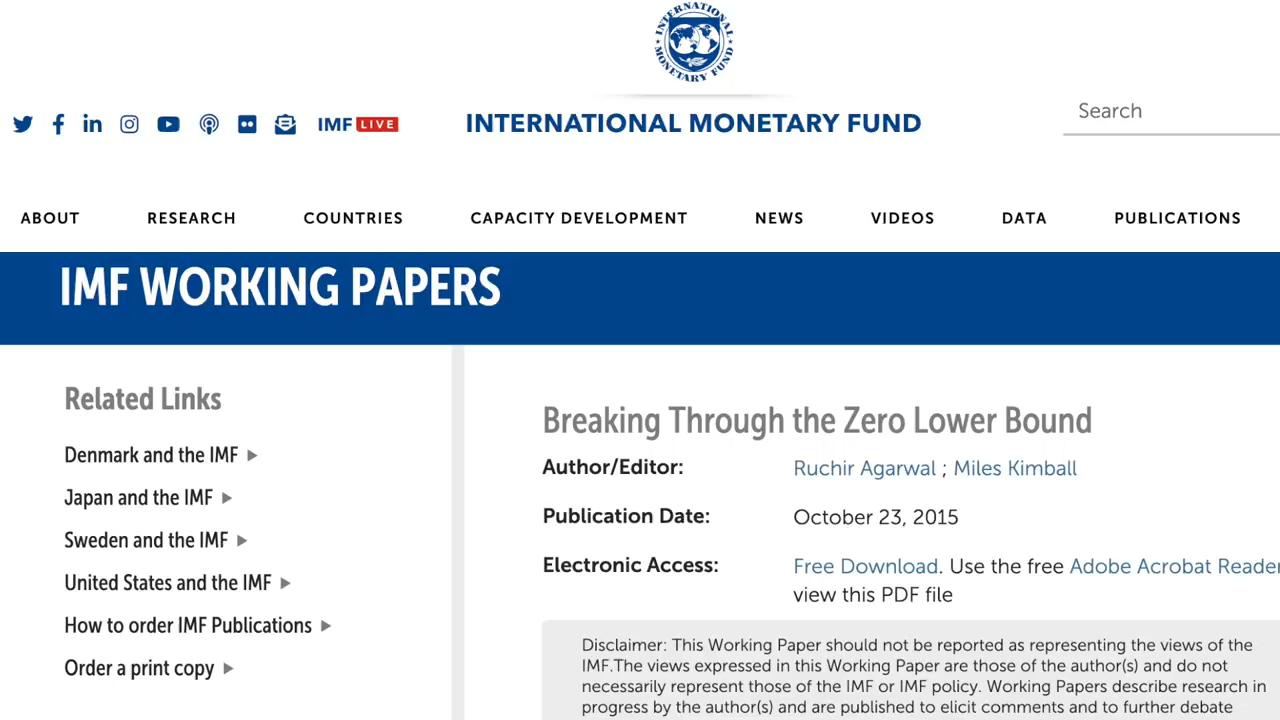 INTERNATIONAL MONETARY FUND
IMF LIVE
INTERNATIONAL MONETARY FUND
Search
ABOUT
RESEARCH
COUNTRIES
CAPACITY DEVELOPMENT
NEWS
VIDEOS
DATA
PUBLICATIONS
IMF WORKING PAPERS
Related Links
Denmark and the IMF
Japan and the IMF
Sweden and the IMF
United States and the IMF
How to order IMF Publications
Order a print copy
Breaking Through the Zero Lower Bound
Author/Editor: Ruchir Agarwal ; Miles Kimball
Publication Date: October 23, 2015
Electronic Access: Free Download. Use the free Adobe Acrobat Reader
view this PDF file
Disclaimer: This Working Paper should not be reported as representing the views of the
IMF.The views expressed in this Working Paper are those of the author(s) and do not
necessarily represent those of the IMF or IMF policy. Working Papers describe research in
progress by the author(s) and are published to elicit comments and to further debate